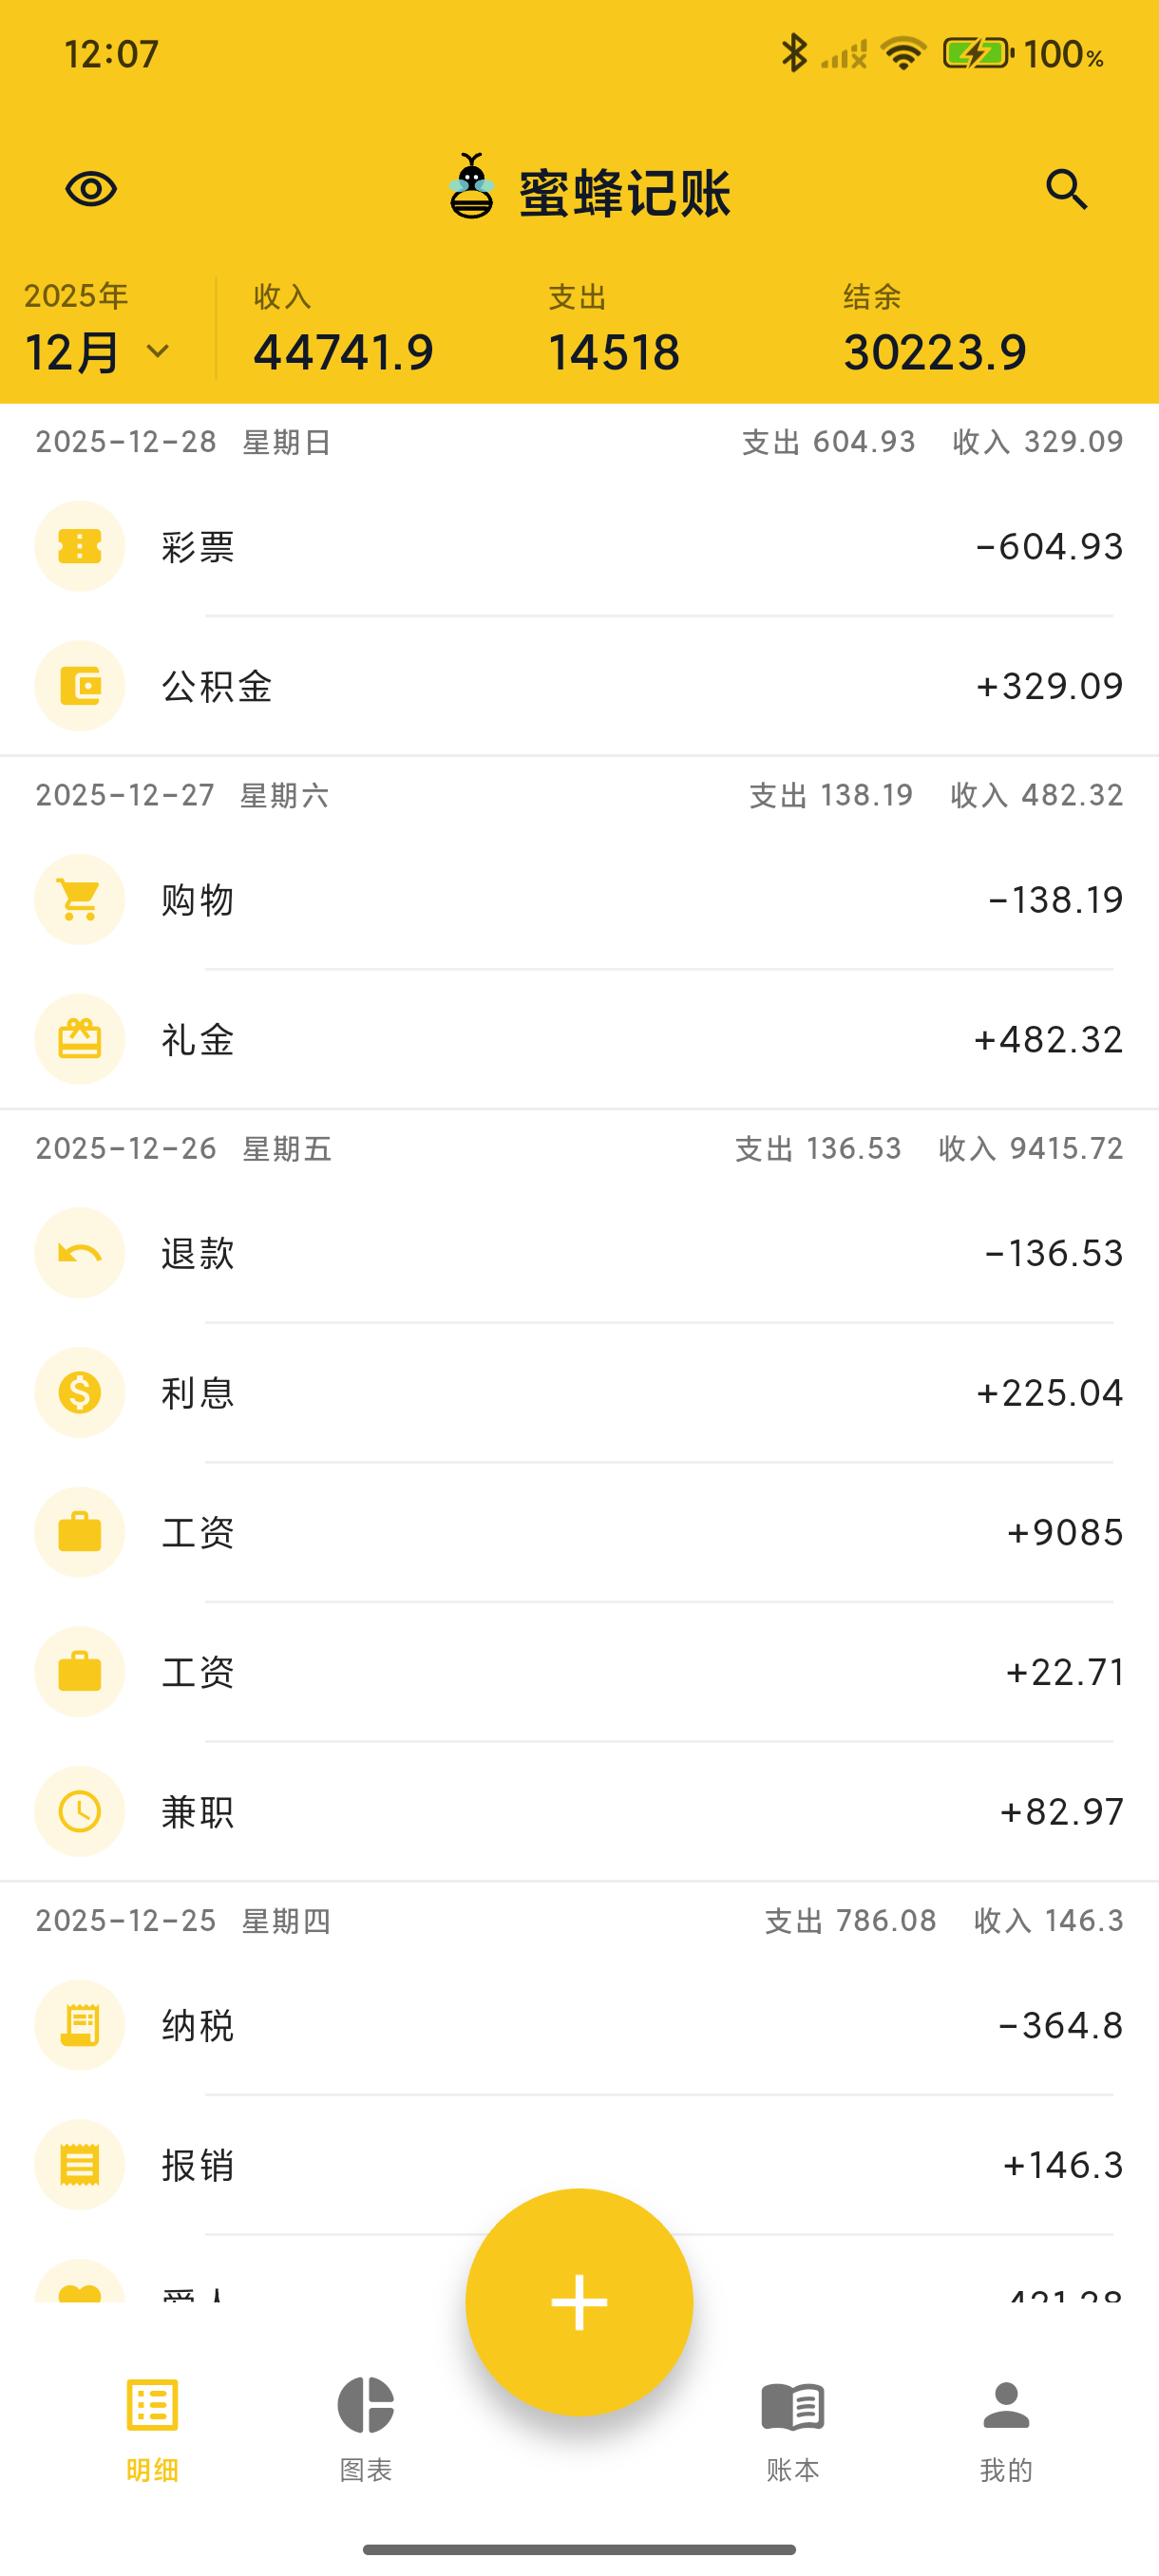 12:07
100%
蜜蜂记账
2025年 收入 支出 结余
12月 44741.9 14518 30223.9
2025-12-28 星期日 支出 604.93 收入 329.09
彩票 -604.93
公积金 +329.09
2025-12-27 星期六 支出 138.19 收入 482.32
购物 -138.19
礼金 +482.32
2025-12-26 星期五 支出 136.53 收入 9415.72
退款 -136.53
利息 +225.04
工资 +9085
工资 +22.71
兼职 +82.97
2025-12-25 星期四 支出 786.08 收入 146.3
纳税 -364.8
报销 +146.3
明细 图表 账本 我的